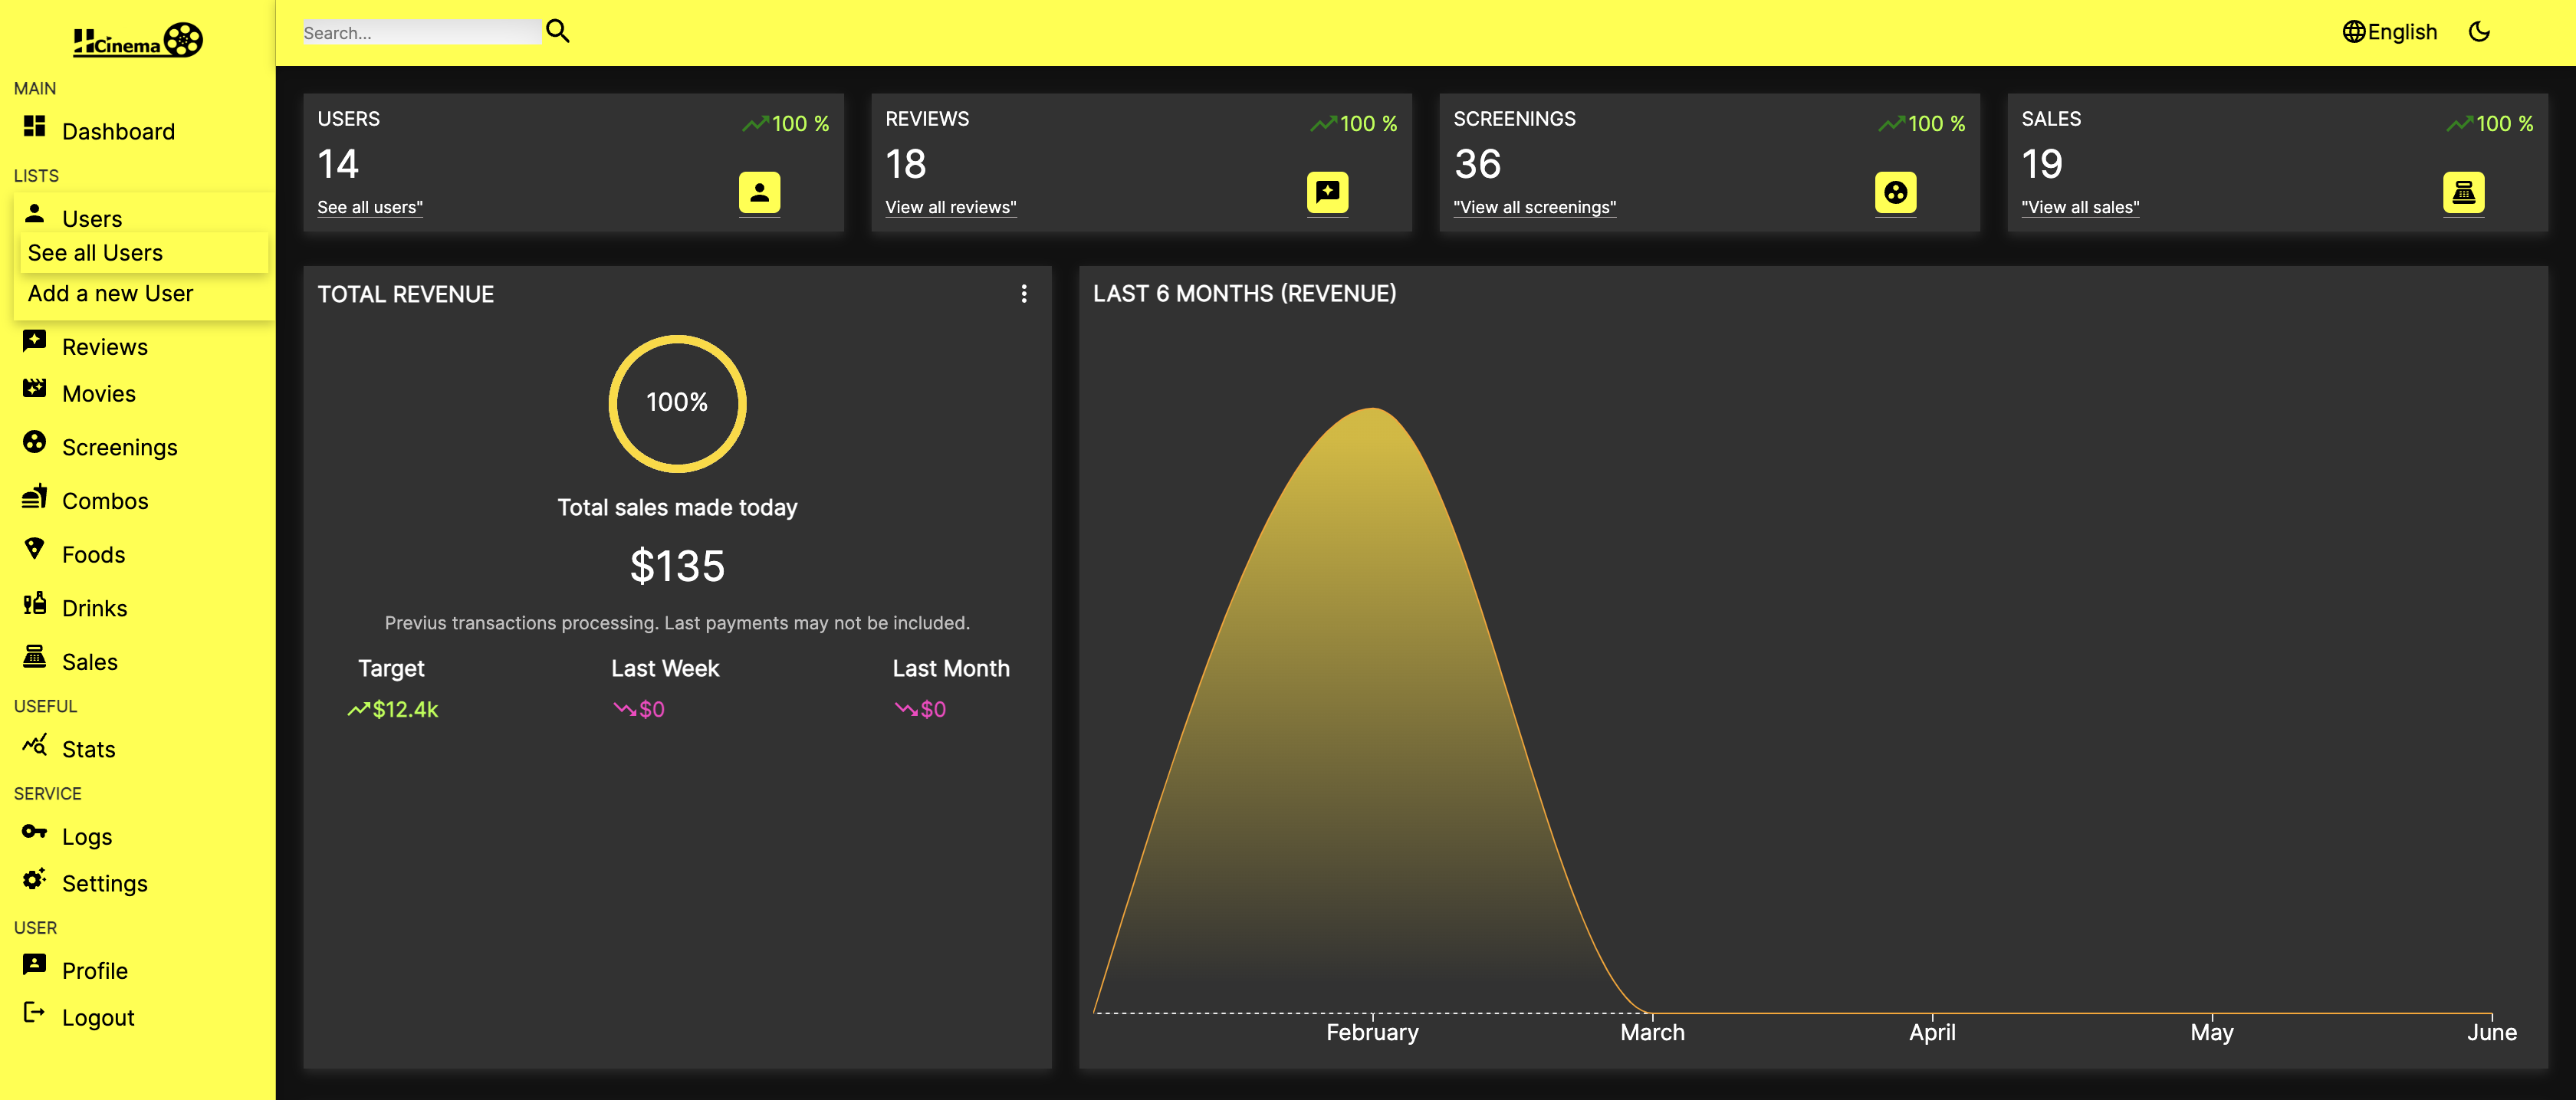 HCinema
Search...
English
MAIN
Dashboard
LISTS
Users
See all Users
Add a new User
Reviews
Movies
Screenings
Combos
Foods
Drinks
Sales
USEFUL
Stats
SERVICE
Logs
Settings
USER
Profile
Logout
USERS
100 %
14
See all users"
REVIEWS
100 %
18
View all reviews"
SCREENINGS
100 %
36
"View all screenings"
SALES
100 %
19
"View all sales"
TOTAL REVENUE
100%
Total sales made today
$135
Previus transactions processing. Last payments may not be included.
Target Last Week Last Month
$12.4k $0 $0
LAST 6 MONTHS (REVENUE)
February March April May June